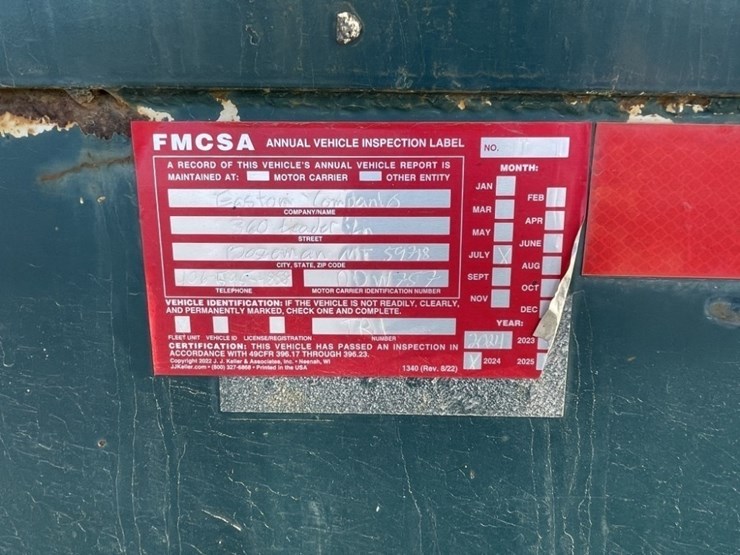 FMCSA ANNUAL VEHICLE INSPECTION LABEL
NO.
A RECORD OF THIS VEHICLE'S ANNUAL VEHICLE REPORT IS
MAINTAINED AT: MOTOR CARRIER OTHER ENTITY
COMPANY/NAME
STREET
Bozeman MT 59718
CITY, STATE, ZIP CODE
TELEPHONE MOTOR CARRIER IDENTIFICATION NUMBER
VEHICLE IDENTIFICATION: IF THE VEHICLE IS NOT READILY, CLEARLY,
AND PERMANENTLY MARKED, CHECK ONE AND COMPLETE.
FLEET UNIT VEHICLE ID LICENSE/REGISTRATION NUMBER
CERTIFICATION: THIS VEHICLE HAS PASSED AN INSPECTION IN
ACCORDANCE WITH 49CFR 396.17 THROUGH 396.23.
Copyright 2022 J. J. Keller & Associates, Inc. • Neenah, WI
JJKeller.com • (800) 327-6868 • Printed in the USA
1340 (Rev. 8/22)
MONTH:
JAN FEB
MAR APR
MAY JUNE
JULY X AUG
SEPT OCT
NOV DEC
YEAR:
2024 2023
X 2024 2025